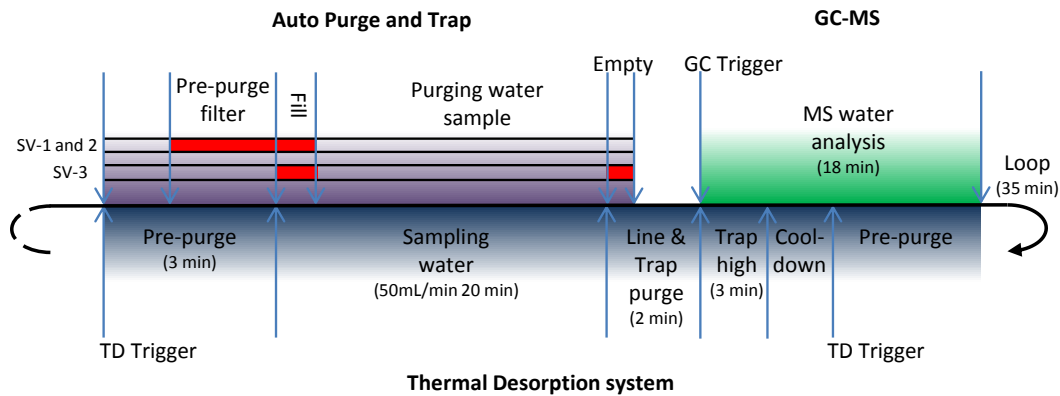 Auto Purge and Trap
GC-MS
Pre-purge
filter
Fill
Purging water
sample
Empty
GC Trigger
MS water
analysis
(18 min)
SV-1 and 2
SV-3
Loop
(35 min)
Pre-purge
(3 min)
Sampling
water
(50mL/min 20 min)
Line &
Trap
purge
(2 min)
Trap
high
(3 min)
Cool-
down
Pre-purge
TD Trigger
TD Trigger
Thermal Desorption system